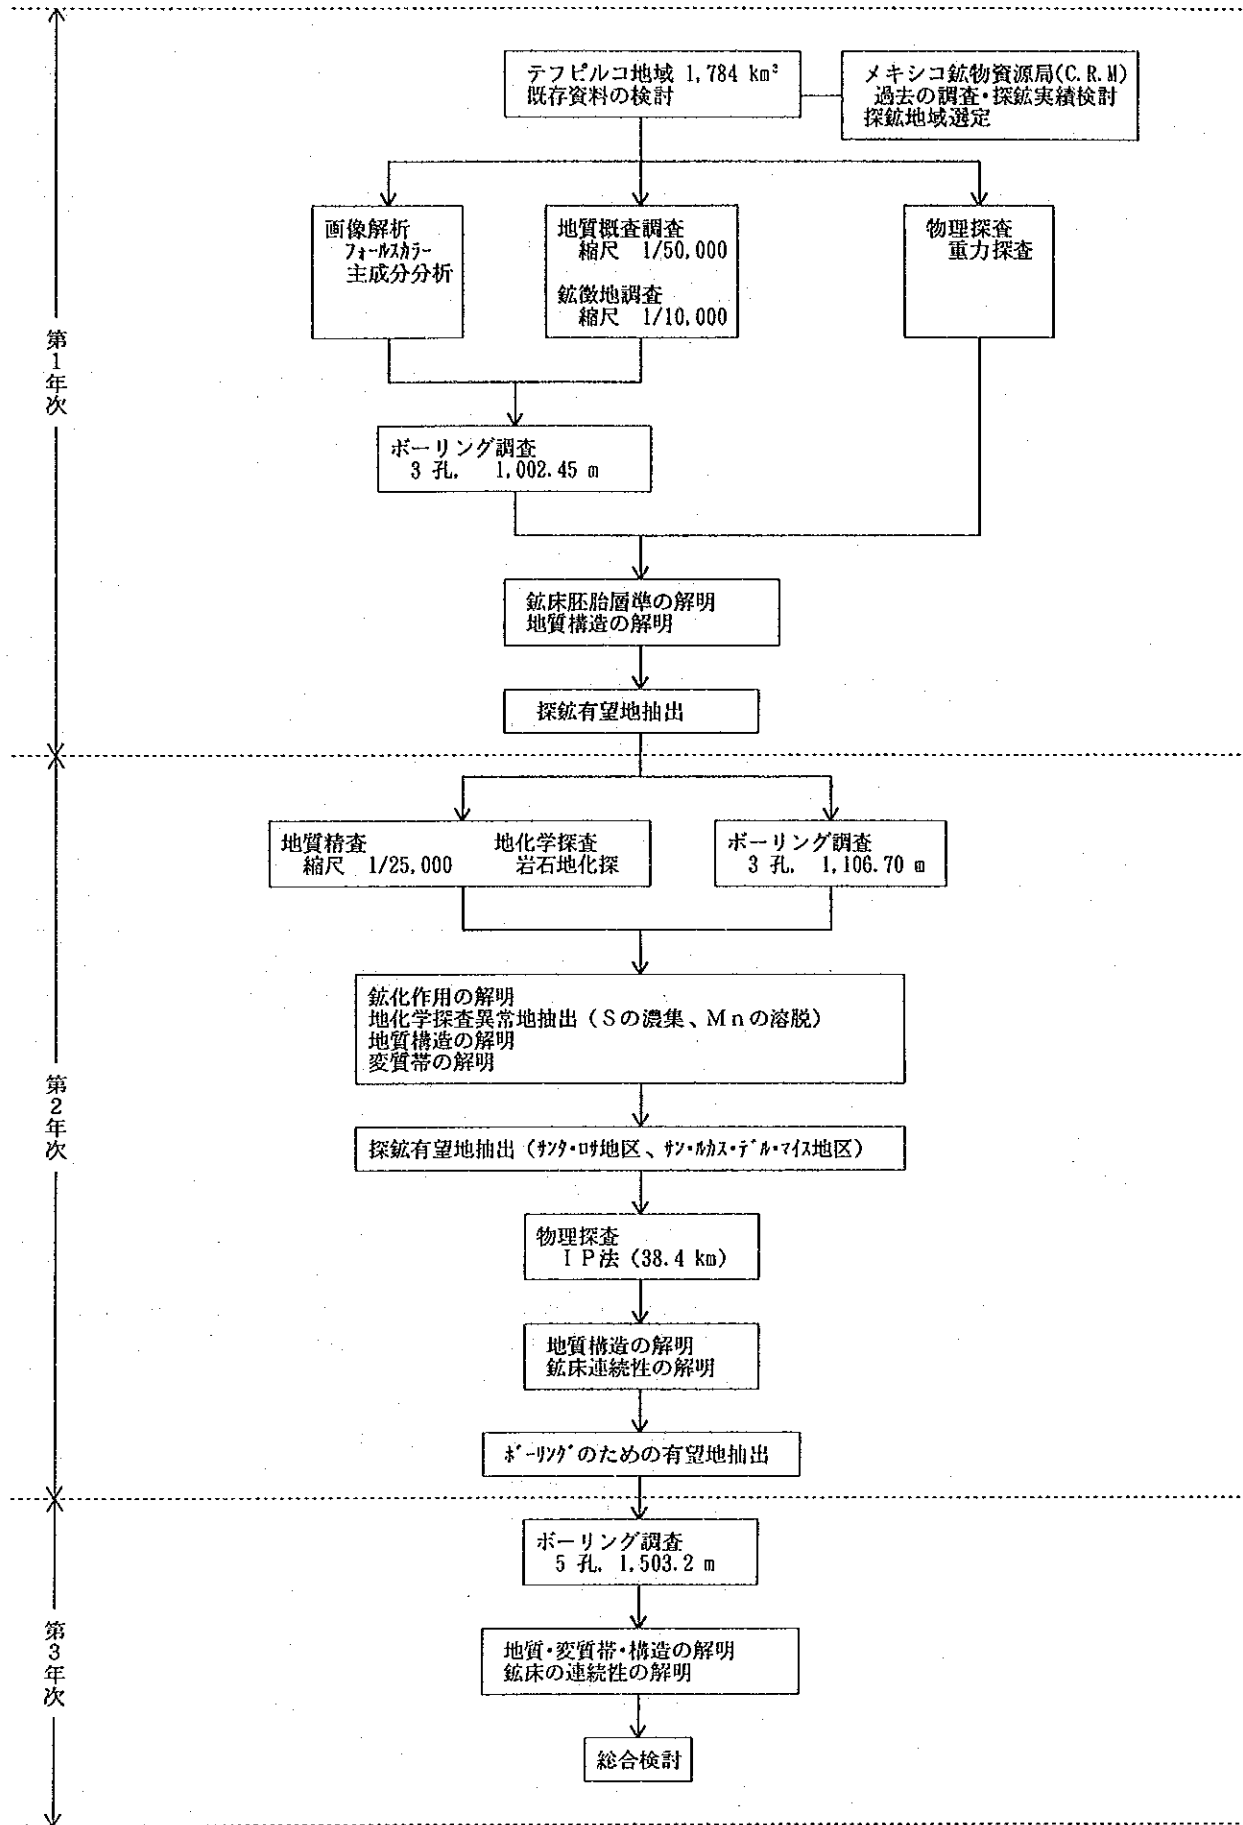 テフピルコ地域 1,784 km²
既存資料の検討
メキシコ鉱物資源局(C.R.M)
過去の調査・探鉱実績検討
探鉱地域選定
画像解析
フォールスカラー
主成分分析
地質概査調査
縮尺 1/50,000
鉱徴地調査
縮尺 1/10,000
物理探査
重力探査
第1年次
ボーリング調査
3 孔, 1,002.45 m
鉱床胚胎層準の解明
地質構造の解明
探鉱有望地抽出
地質精査 地化学探査
縮尺 1/25,000 岩石地化探
ボーリング調査
3 孔, 1,106.70 m
鉱化作用の解明
地化学探査異常地抽出（Sの濃集、Mnの溶脱）
地質構造の解明
変質帯の解明
第2年次
探鉱有望地抽出（サンタ・ロサ地区、サン・ルカス・デル・マイス地区）
物理探査
IP法（38.4 km）
地質構造の解明
鉱床連続性の解明
ボーリングのための有望地抽出
ボーリング調査
5 孔, 1,503.2 m
第3年次
地質・変質帯・構造の解明
鉱床の連続性の解明
総合検討